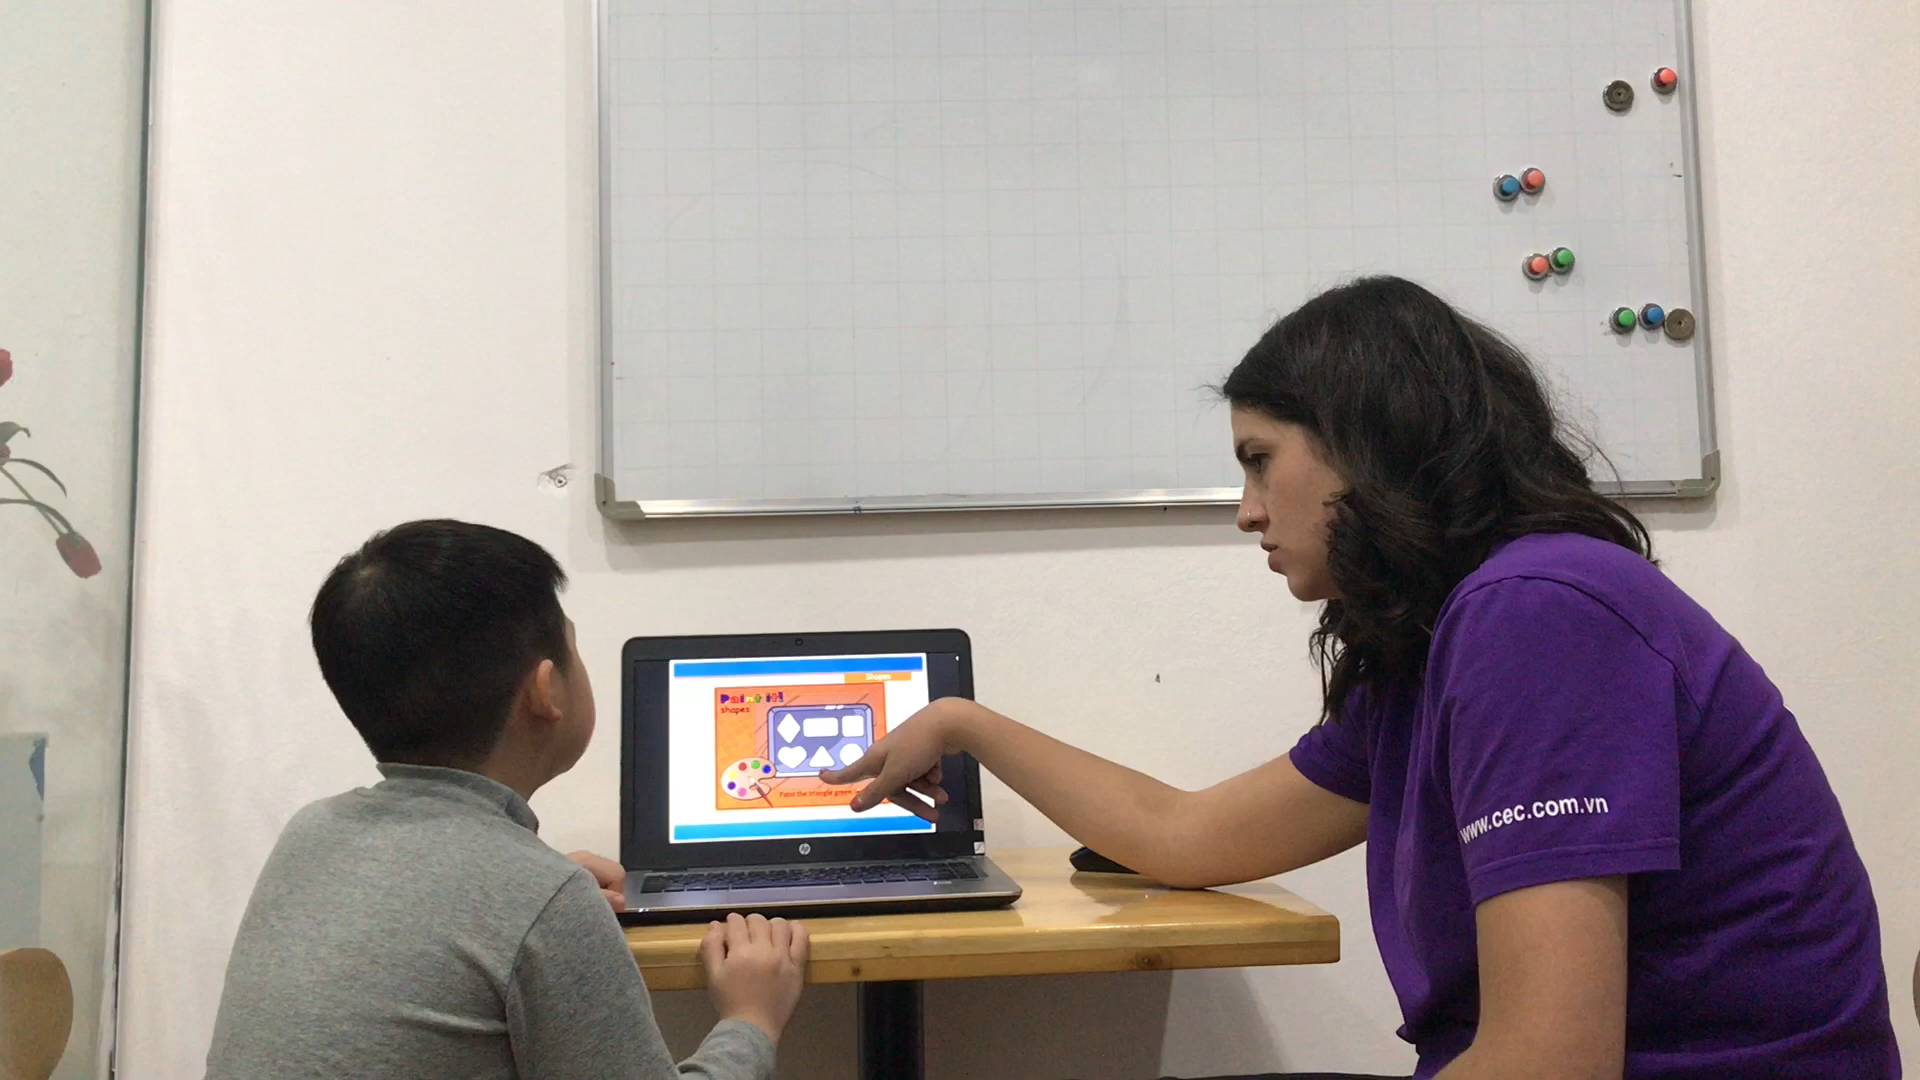 Shapes
Paint it!
shapes
Paint the triangle green
hp
www.cec.com.vn